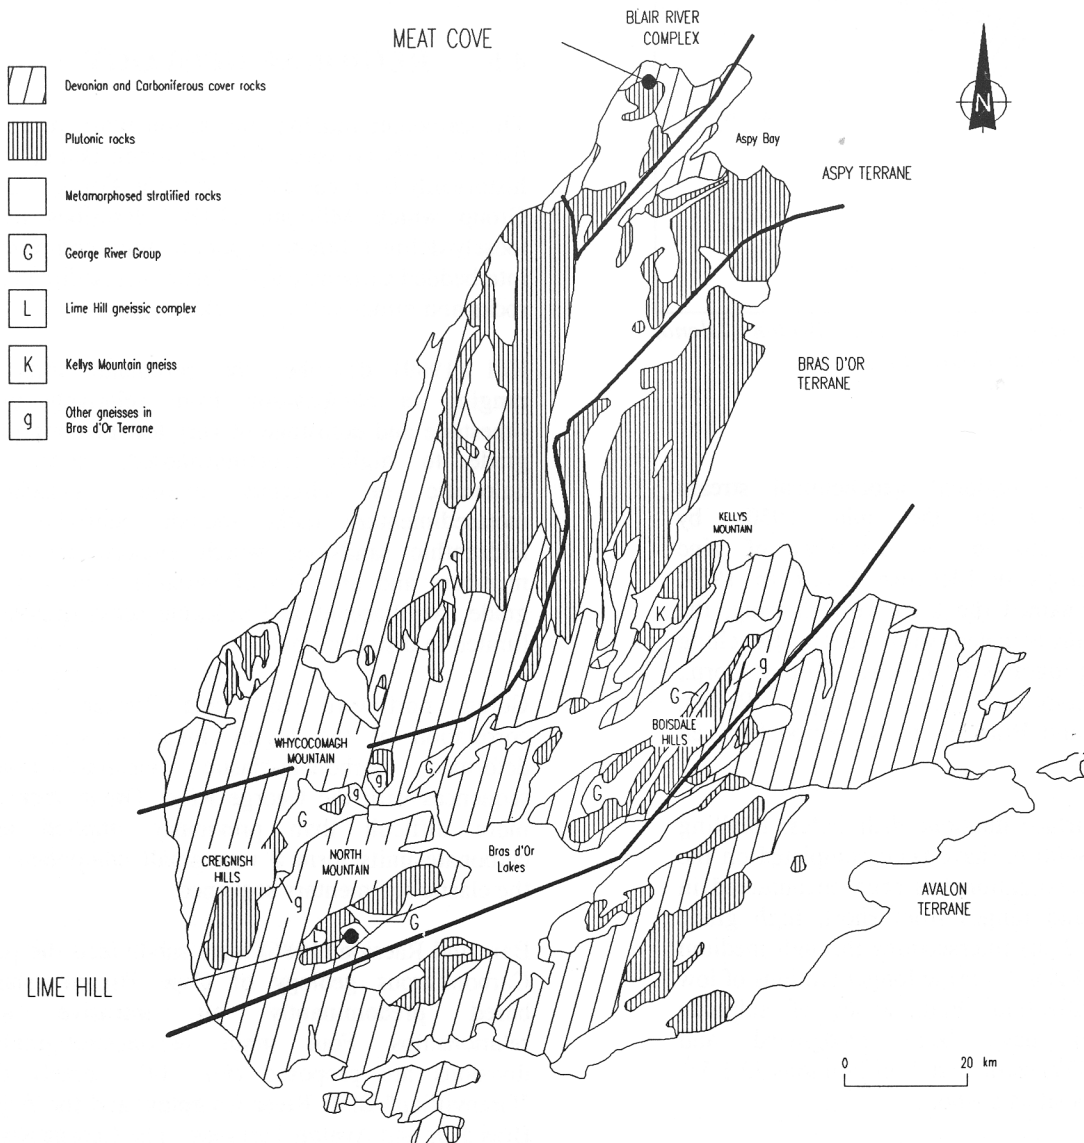 MEAT COVE
BLAIR RIVER
COMPLEX
N
Devonian and Carboniferous cover rocks
Plutonic rocks
Metamorphosed stratified rocks
G
George River Group
L
Lime Hill gneissic complex
K
Kellys Mountain gneiss
g
Other gneisses in
Bras d'Or Terrane
Aspy Bay
ASPY TERRANE
BRAS D'OR
TERRANE
KELLYS
MOUNTAIN
K
g
G
BOISDALE
HILLS
WHYCOCOMAGH
MOUNTAIN
G
g
g
G
G
CREIGNISH
HILLS
NORTH
MOUNTAIN
Bras d'Or
Lakes
g
G
L
AVALON
TERRANE
LIME HILL
0 20 km